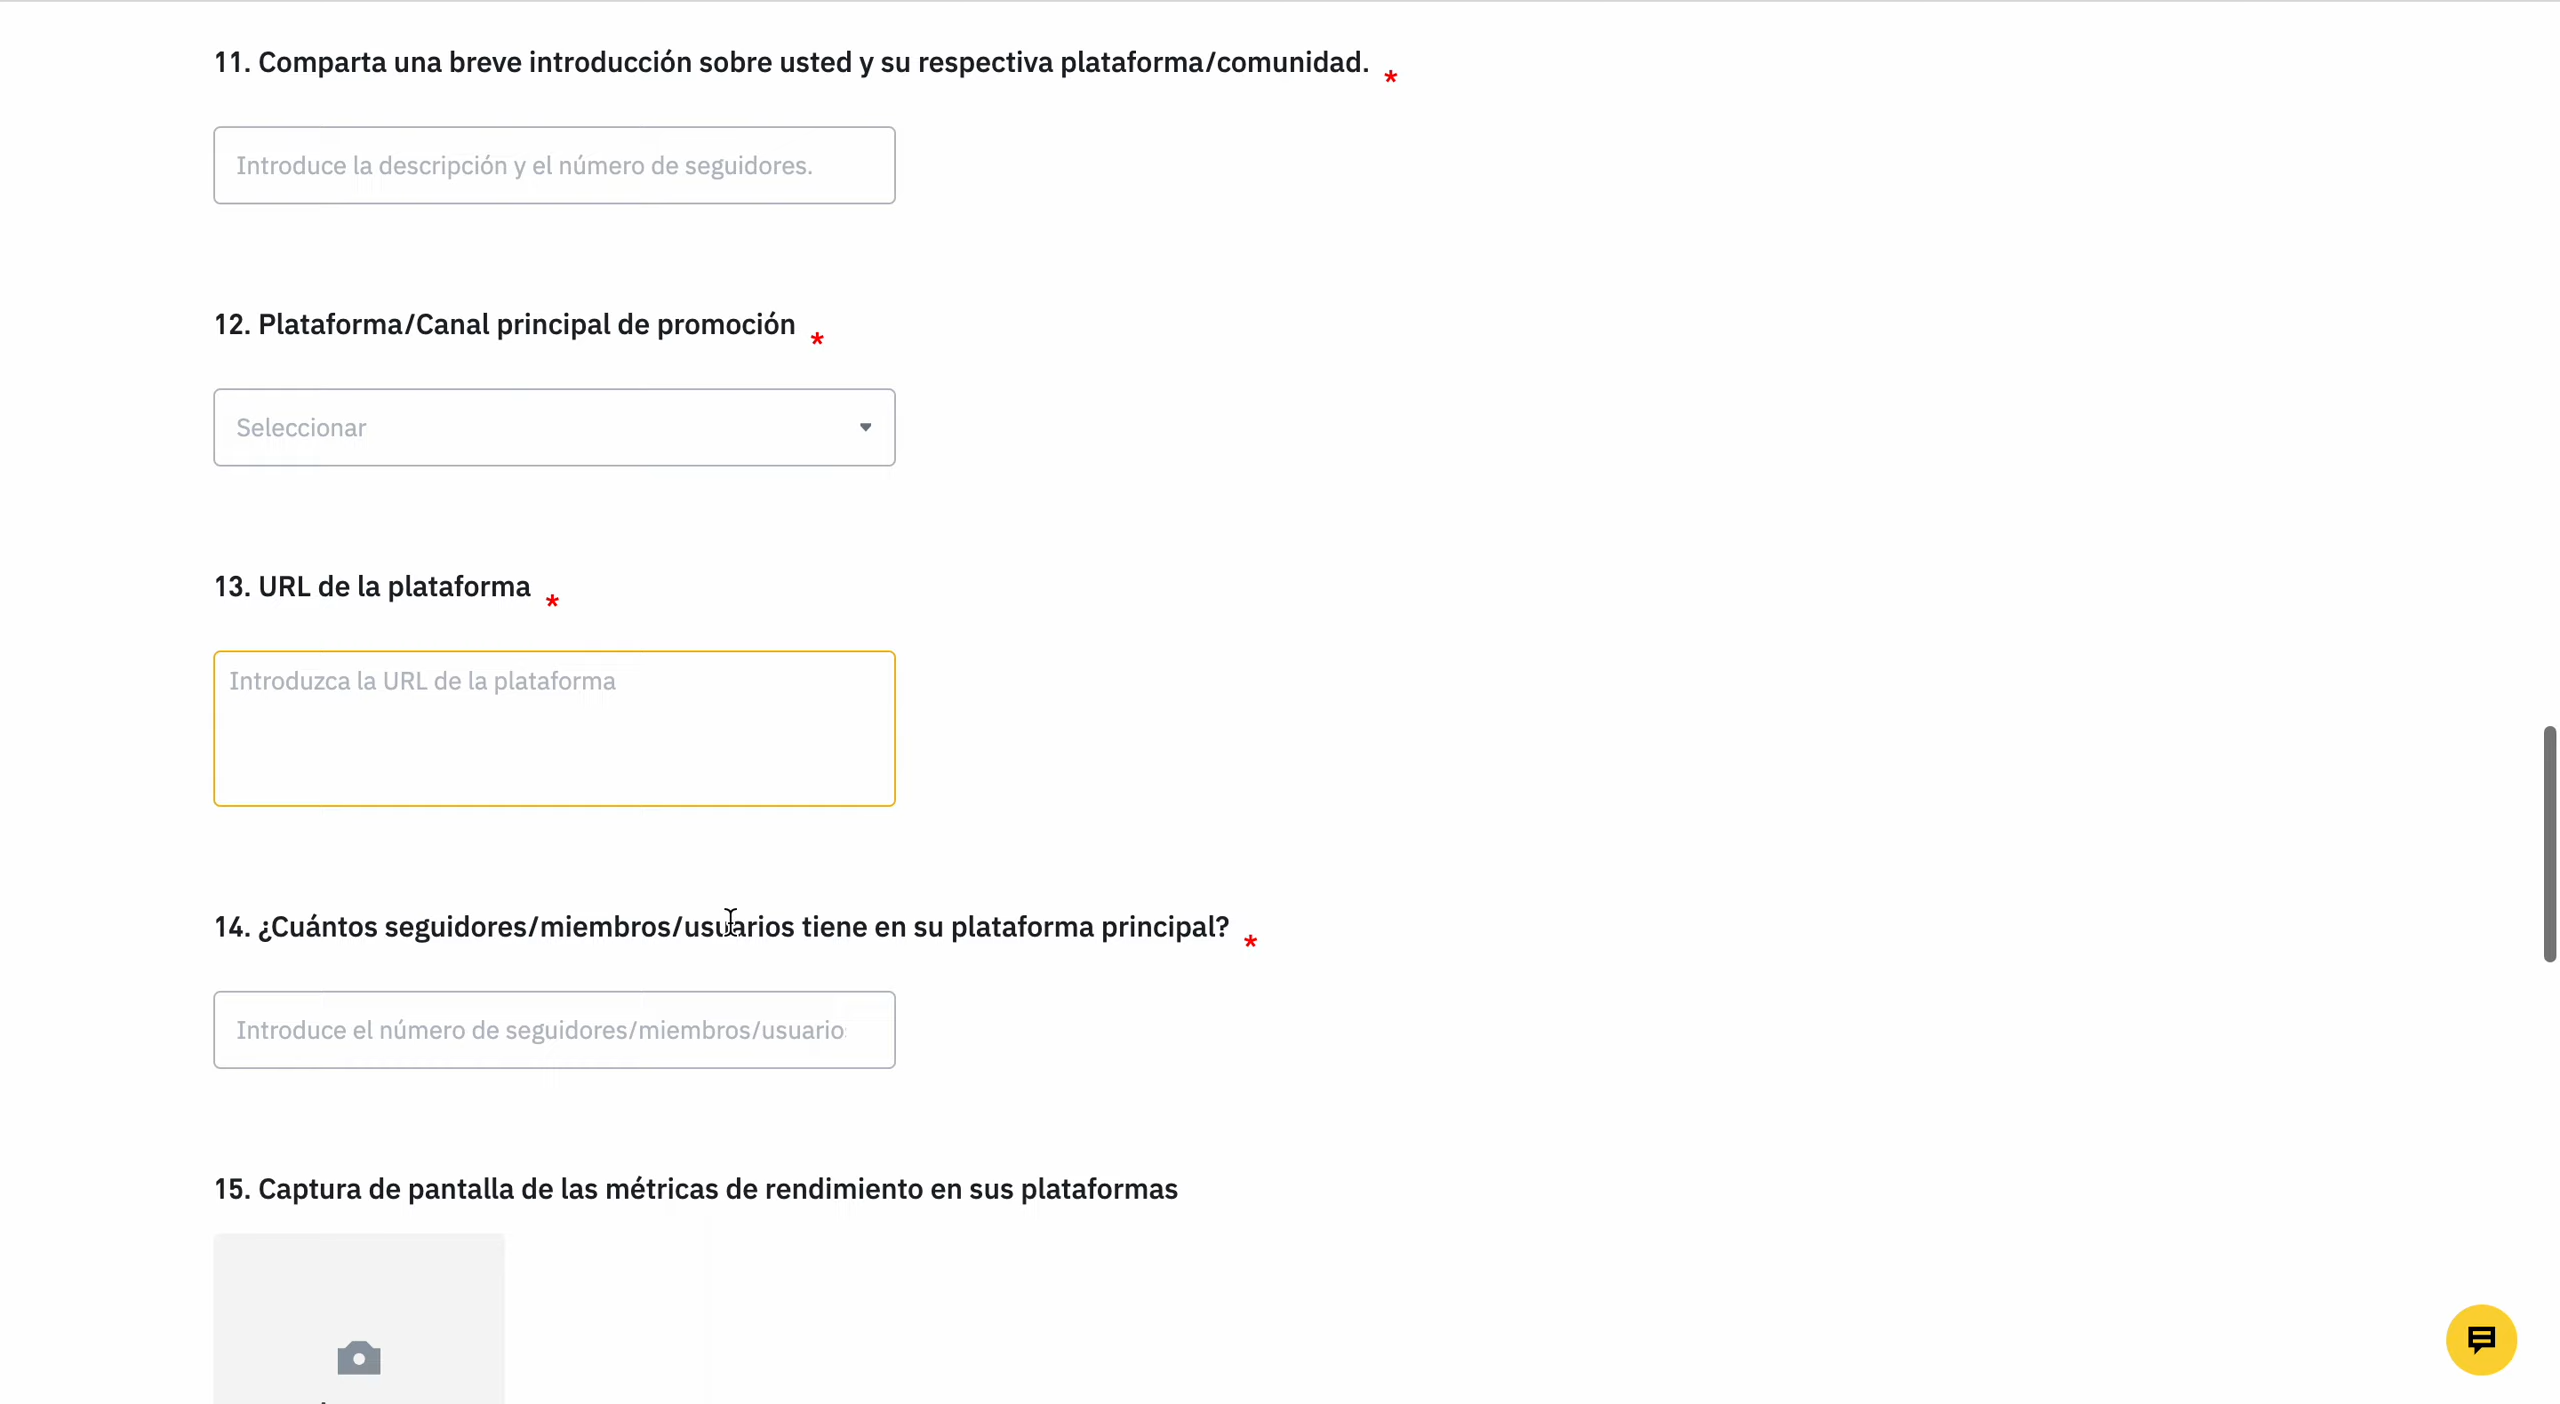 11. Comparta una breve introducción sobre usted y su respectiva plataforma/comunidad. *
Introduce la descripción y el número de seguidores.
12. Plataforma/Canal principal de promoción *
Seleccionar
13. URL de la plataforma *
Introduzca la URL de la plataforma
14. ¿Cuántos seguidores/miembros/usuarios tiene en su plataforma principal? *
Introduce el número de seguidores/miembros/usuario
15. Captura de pantalla de las métricas de rendimiento en sus plataformas